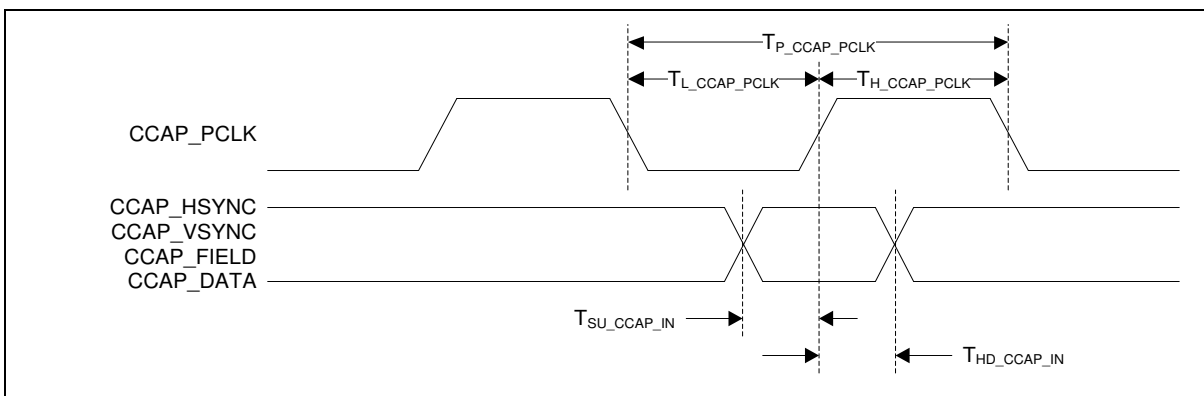 T_P_CCAP_PCLK
T_L_CCAP_PCLK T_H_CCAP_PCLK
CCAP_PCLK
CCAP_HSYNC
CCAP_VSYNC
CCAP_FIELD
CCAP_DATA
T_SU_CCAP_IN
T_HD_CCAP_IN